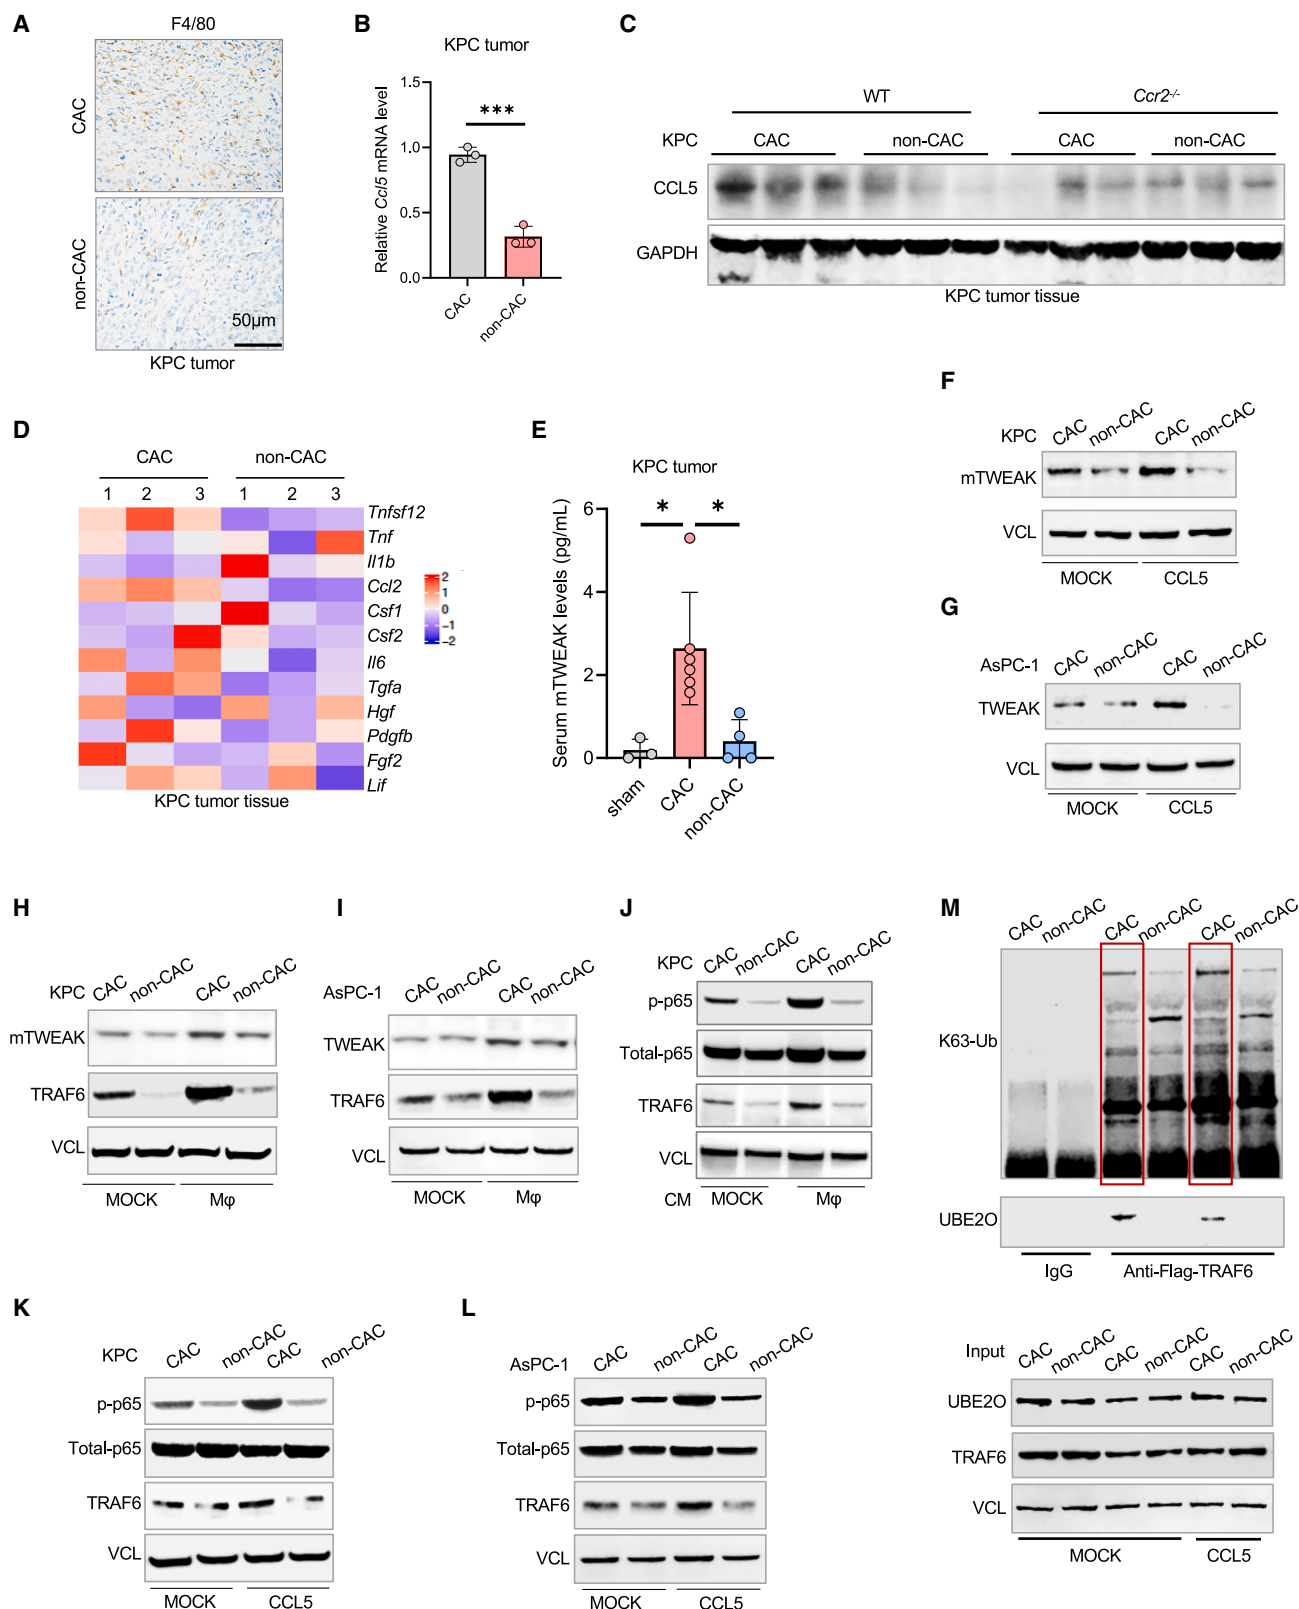 A
F4/80
CAC
non-CAC
50µm
KPC tumor
B
KPC tumor
Relative Ccl5 mRNA level
1.5
1.0
0.5
0.0
***
CAC
non-CAC
C
WT
Ccr2-/-
KPC
CAC
non-CAC
CAC
non-CAC
CCL5
GAPDH
KPC tumor tissue
D
CAC
non-CAC
1 2 3 1 2 3
Tnfsf12
Tnf
Il1b
Ccl2
Csf1
Csf2
Il6
Tgfa
Hgf
Pdgfb
Fgf2
Lif
2
1
0
−1
−2
KPC tumor tissue
E
KPC tumor
Serum mTWEAK levels (pg/mL)
6
4
2
0
* *
sham
CAC
non-CAC
F
KPC
CAC non-CAC CAC non-CAC
mTWEAK
VCL
MOCK CCL5
G
AsPC-1
CAC non-CAC CAC non-CAC
TWEAK
VCL
MOCK CCL5
H
KPC
CAC non-CAC CAC non-CAC
mTWEAK
TRAF6
VCL
MOCK Mφ
I
AsPC-1
CAC non-CAC CAC non-CAC
TWEAK
TRAF6
VCL
MOCK Mφ
J
KPC
CAC non-CAC CAC non-CAC
p-p65
Total-p65
TRAF6
VCL
CM MOCK Mφ
M
CAC non-CAC CAC non-CAC CAC non-CAC
K63-Ub
UBE2O
IgG Anti-Flag-TRAF6
Input
CAC non-CAC CAC non-CAC CAC non-CAC
UBE2O
TRAF6
VCL
MOCK CCL5
K
KPC
CAC non-CAC CAC non-CAC
p-p65
Total-p65
TRAF6
VCL
MOCK CCL5
L
AsPC-1
CAC non-CAC CAC non-CAC
p-p65
Total-p65
TRAF6
VCL
MOCK CCL5